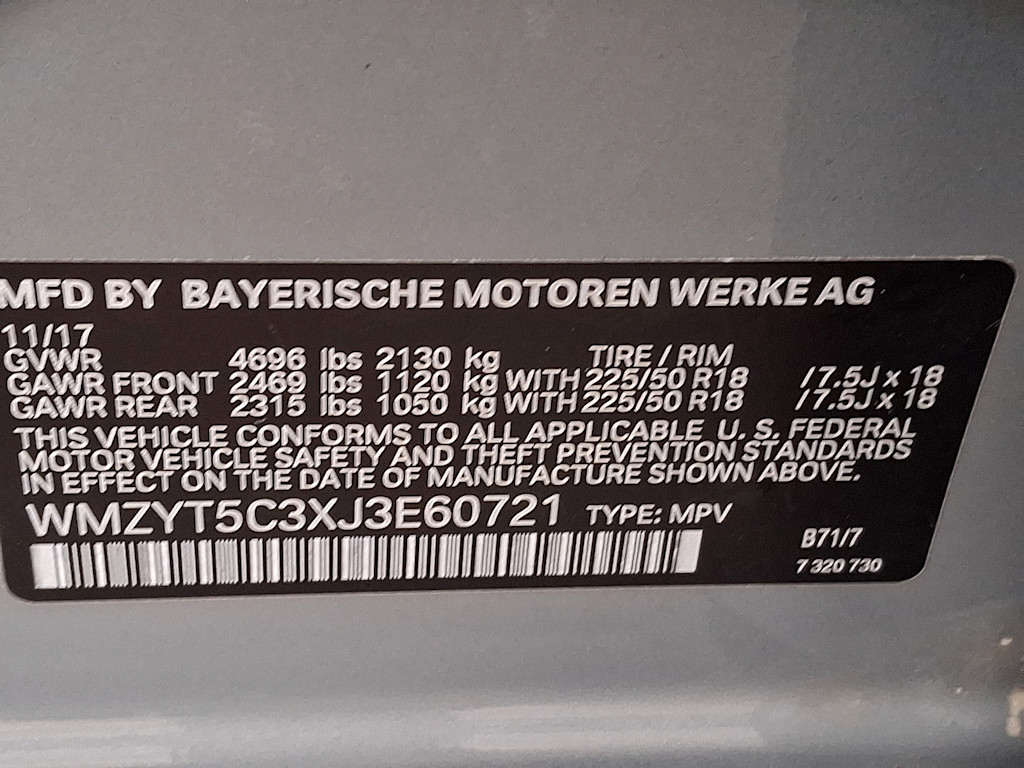 MFD BY BAYERISCHE MOTOREN WERKE AG
11/17
GVWR 4696 lbs 2130 kg TIRE / RIM
GAWR FRONT 2469 lbs 1120 kg WITH 225/50 R18 / 7.5J x 18
GAWR REAR 2315 lbs 1050 kg WITH 225/50 R18 / 7.5J x 18
THIS VEHICLE CONFORMS TO ALL APPLICABLE U. S. FEDERAL
MOTOR VEHICLE SAFETY AND THEFT PREVENTION STANDARDS
IN EFFECT ON THE DATE OF MANUFACTURE SHOWN ABOVE.
WMZYT5C3XJ3E60721 TYPE: MPV
B71/7
7 320 730